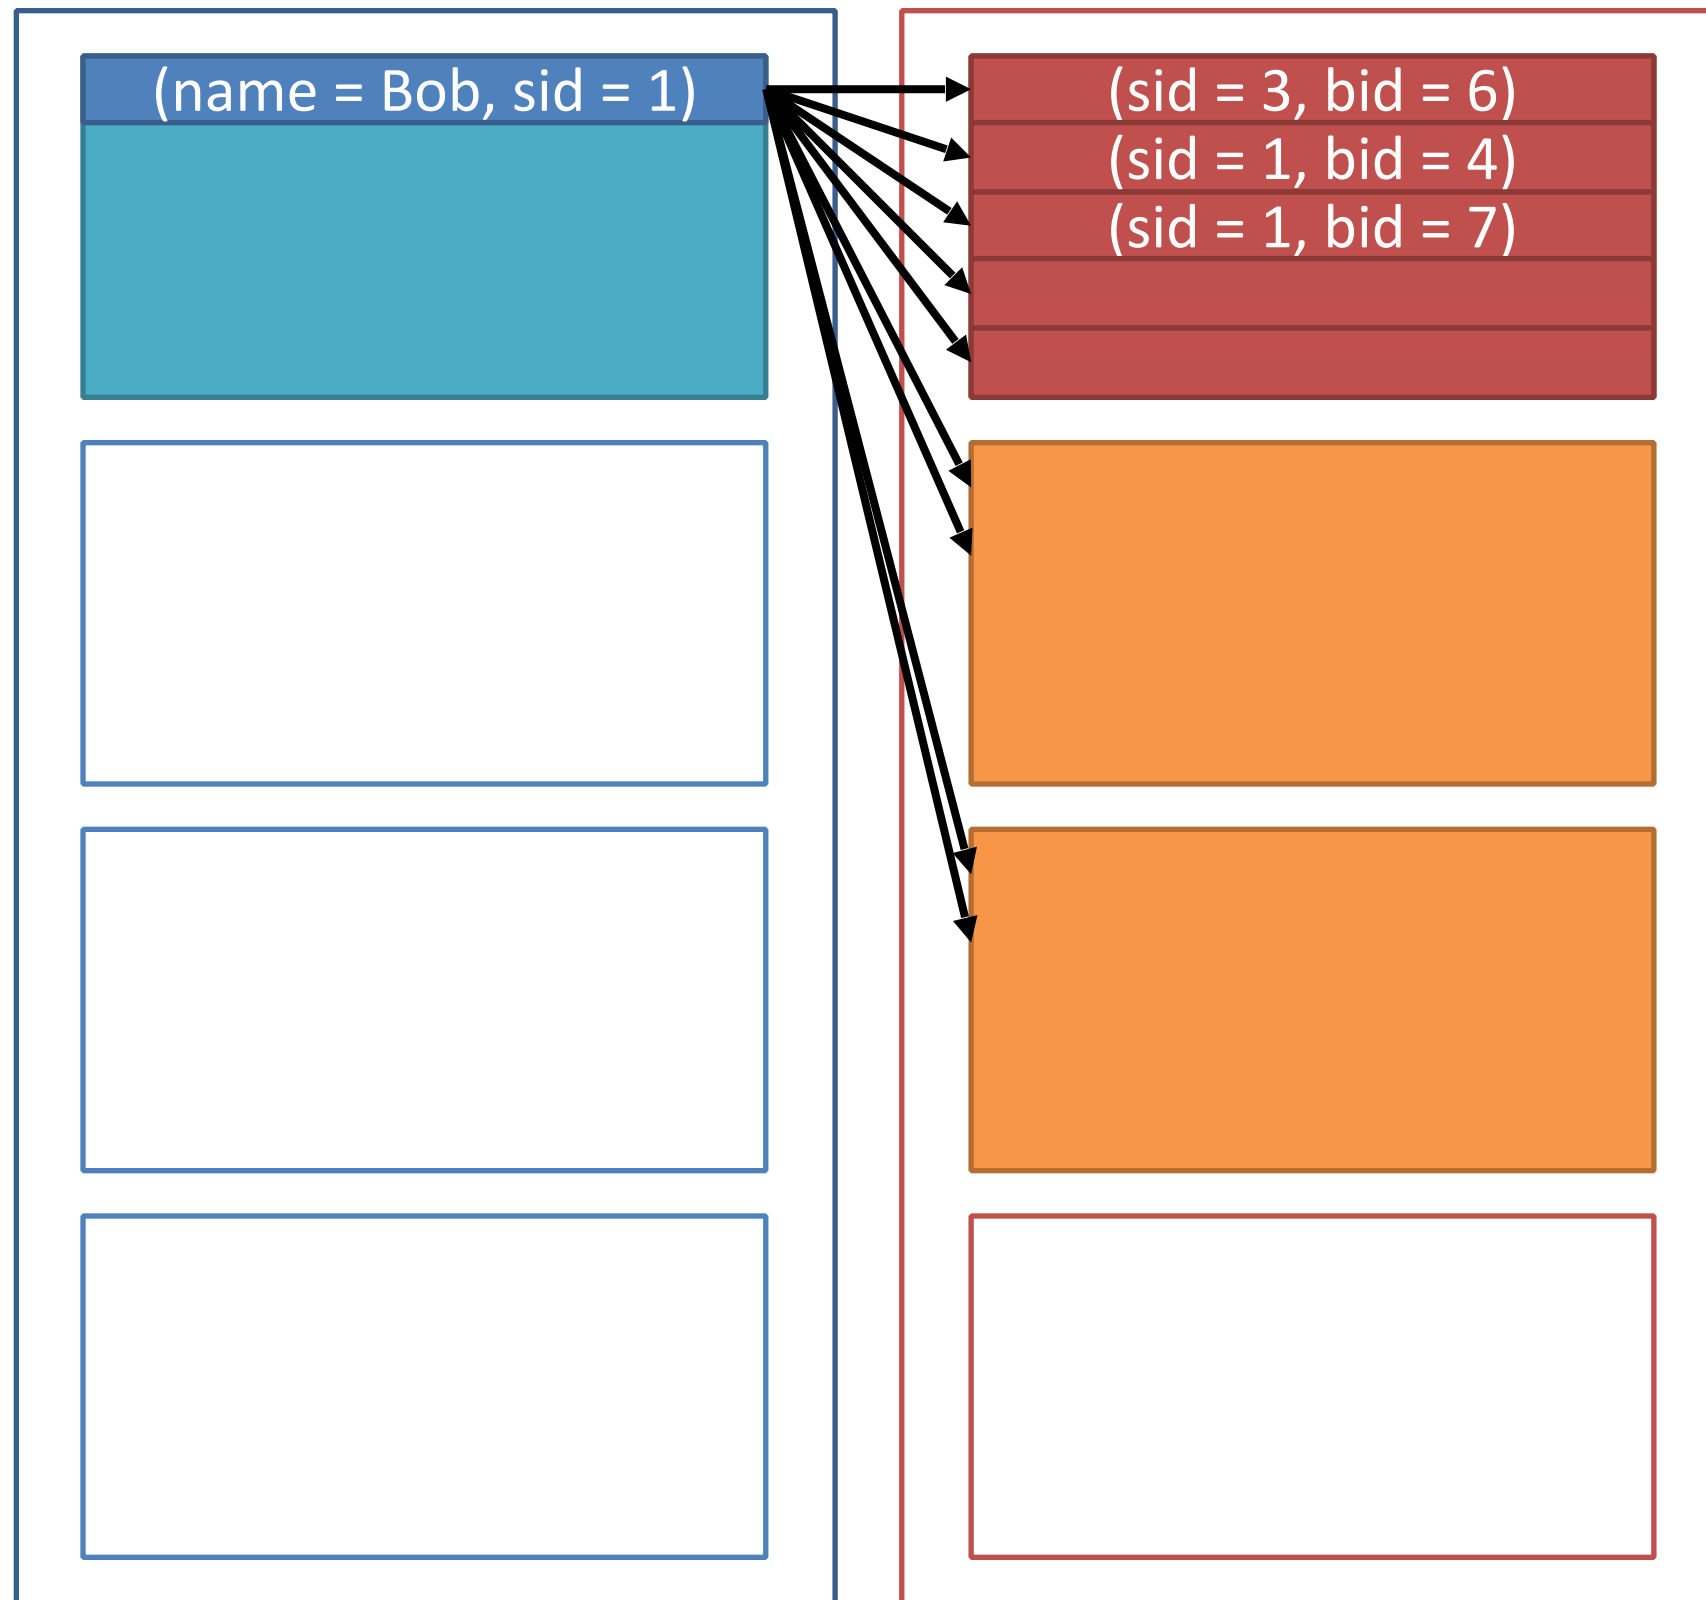 (name = Bob, sid = 1)
(sid = 3, bid = 6)
(sid = 1, bid = 4)
(sid = 1, bid = 7)